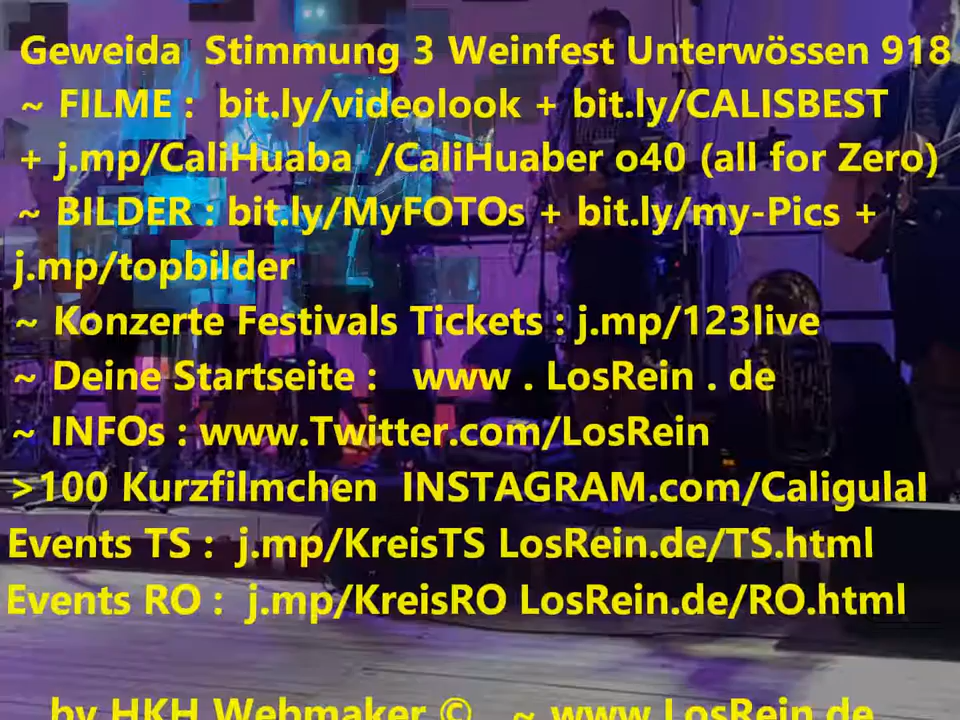 Geweida Stimmung 3 Weinfest Unterwössen 918
~ FILME : bit.ly/videolook + bit.ly/CALISBEST
+ j.mp/CaliHuaba /CaliHuaber o40 (all for Zero)
~ BILDER : bit.ly/MyFOTOs + bit.ly/my-Pics +
j.mp/topbilder
~ Konzerte Festivals Tickets : j.mp/123live
~ Deine Startseite : www . LosRein . de
~ INFOs : www.Twitter.com/LosRein
>100 Kurzfilmchen INSTAGRAM.com/CaligulaI
Events TS : j.mp/KreisTS LosRein.de/TS.html
Events RO : j.mp/KreisRO LosRein.de/RO.html
by HKH Webmaker © ~ www.LosRein.de